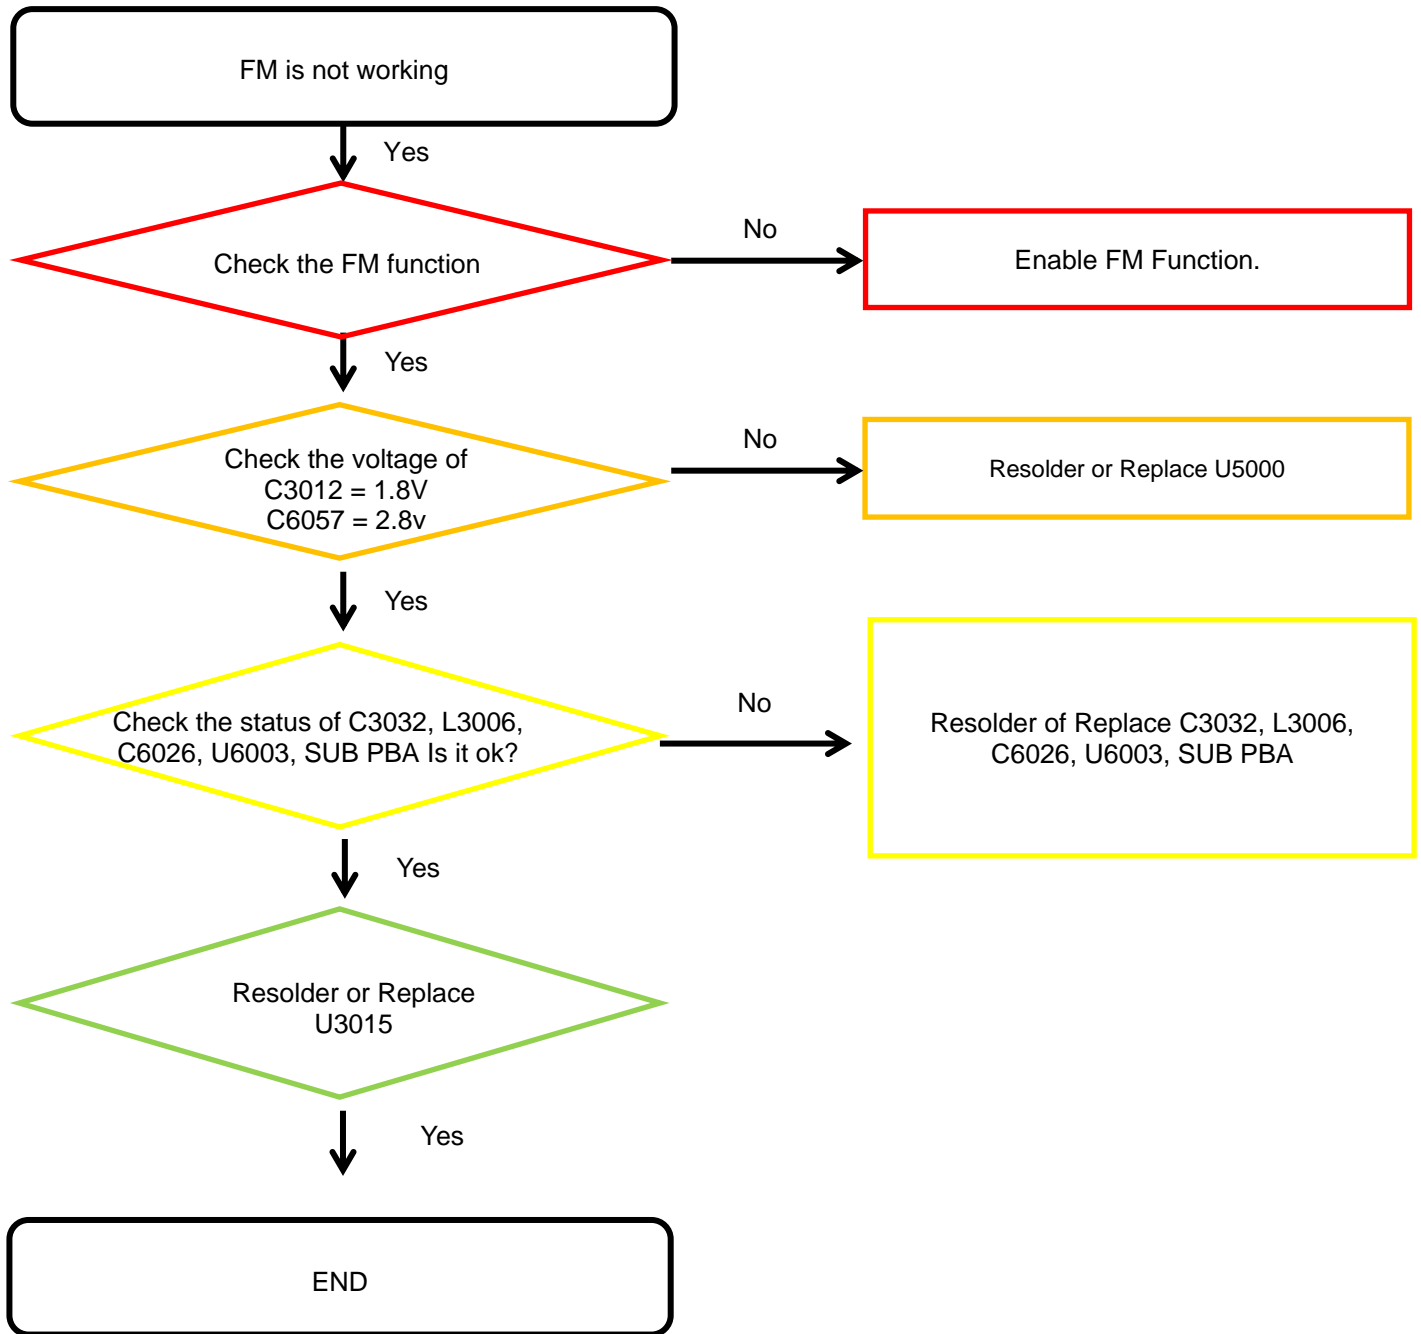 FM is not working
Yes
Check the FM function
No
Enable FM Function.
Yes
Check the voltage of
C3012 = 1.8V
C6057 = 2.8v
No
Resolder or Replace U5000
Yes
Check the status of C3032, L3006,
C6026, U6003, SUB PBA Is it ok?
No
Resolder of Replace C3032, L3006,
C6026, U6003, SUB PBA
Yes
Resolder or Replace
U3015
Yes
END